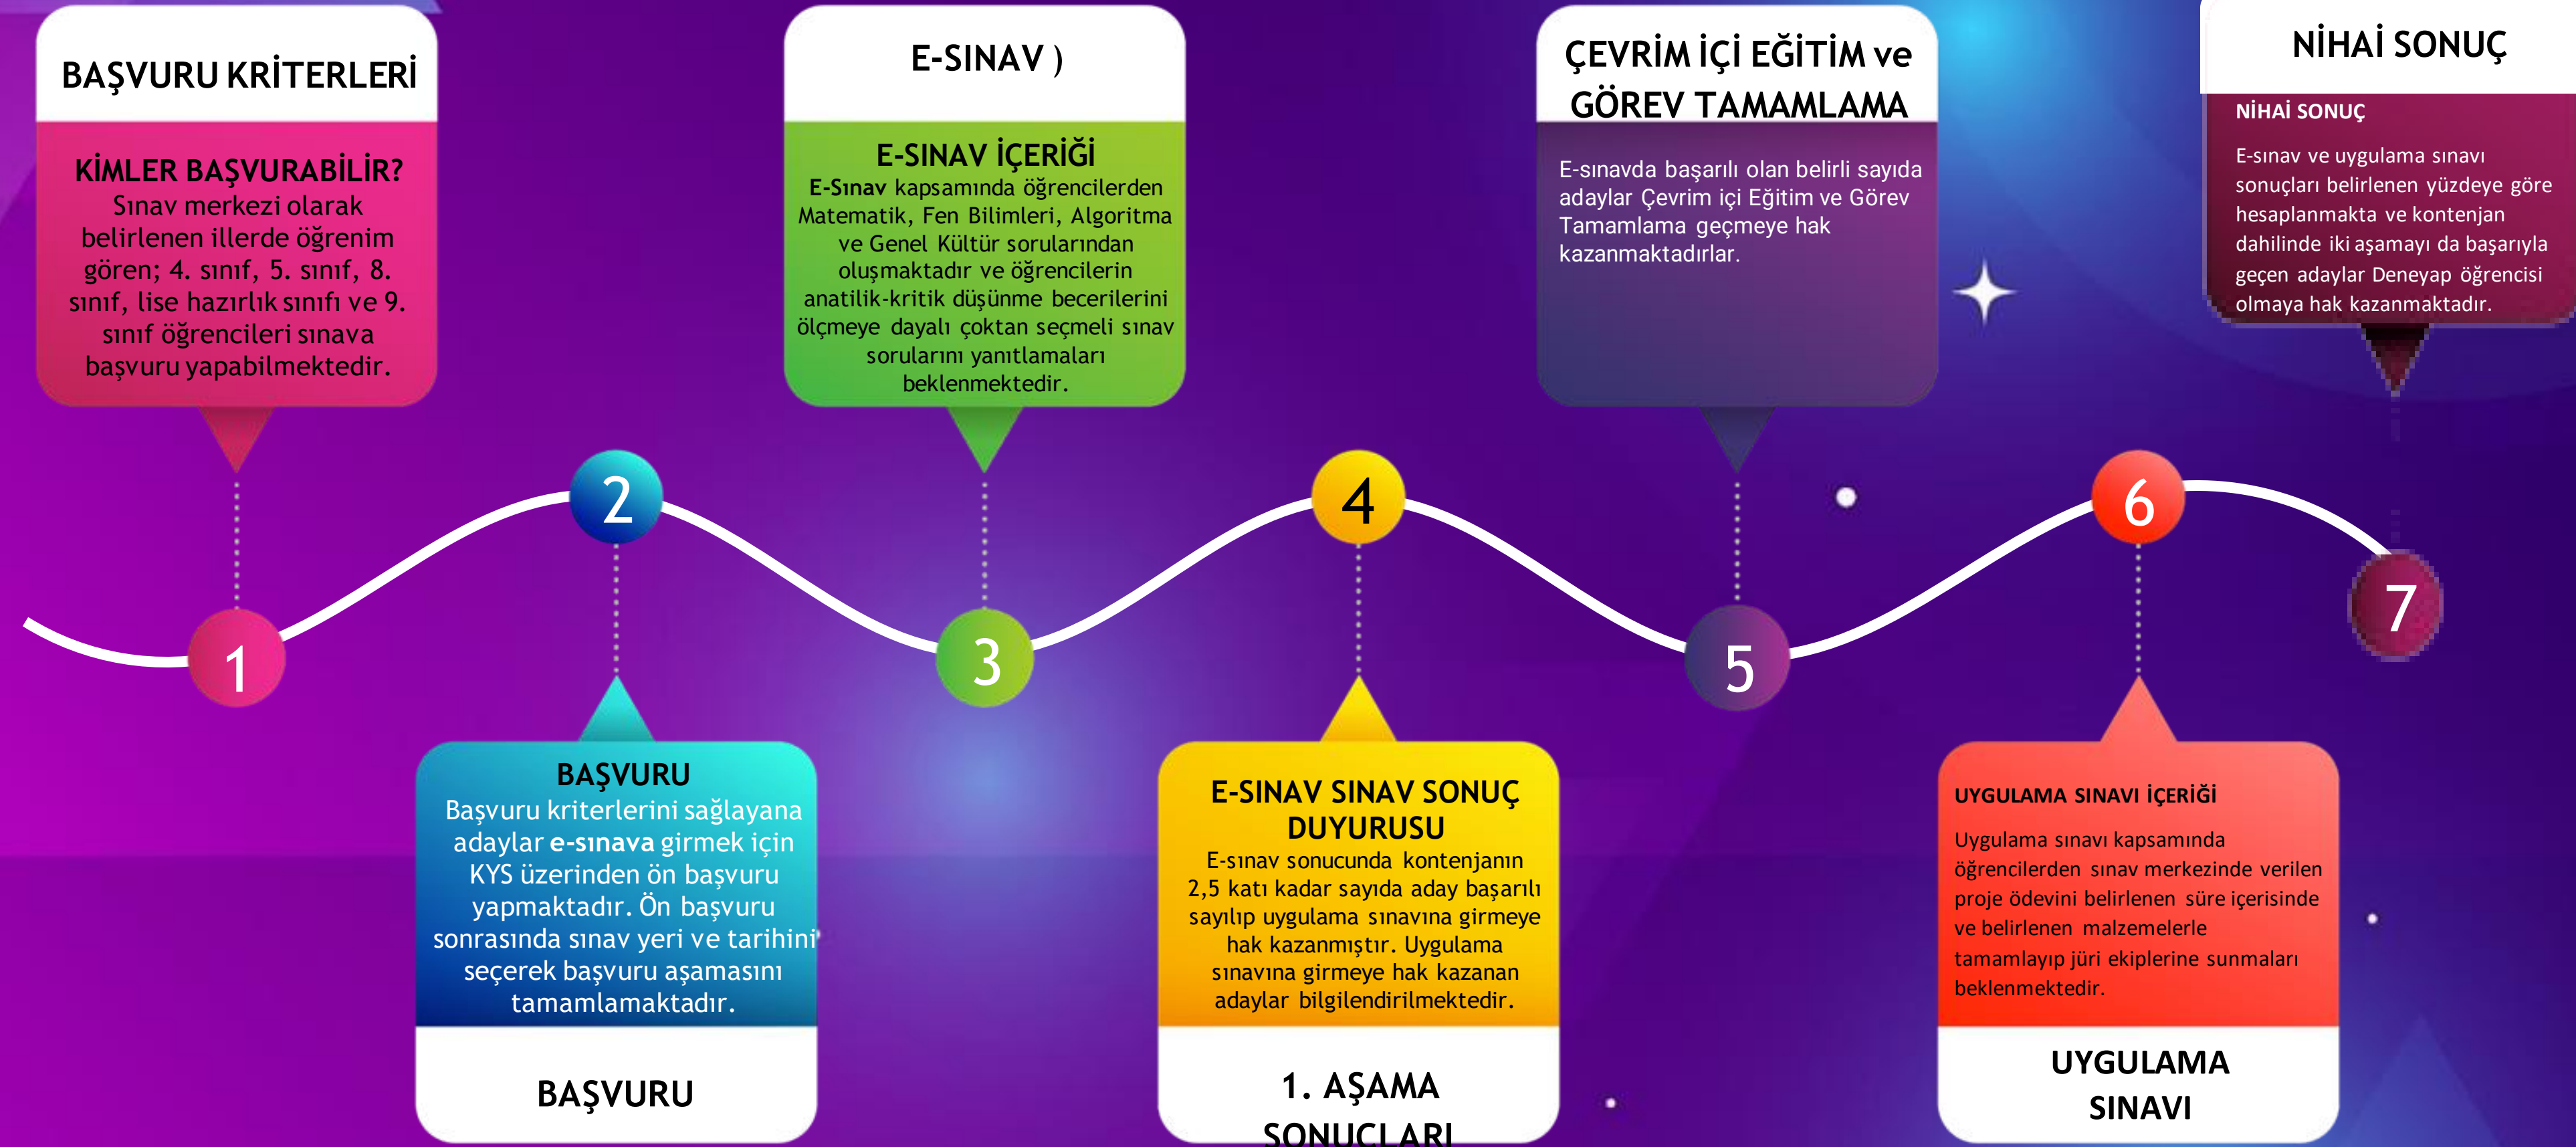 BAŞVURU KRİTERLERİ
KİMLER BAŞVURABİLİR?
Sınav merkezi olarak
belirlenen illerde öğrenim
gören; 4. sınıf, 5. sınıf, 8.
sınıf, lise hazırlık sınıfı ve 9.
sınıf öğrencileri sınava
başvuru yapabilmektedir.
1
2
BAŞVURU
Başvuru kriterlerini sağlayana
adaylar e-sınava girmek için
KYS üzerinden ön başvuru
yapmaktadır. Ön başvuru
sonrasında sınav yeri ve tarihini
seçerek başvuru aşamasını
tamamlamaktadır.
BAŞVURU
E-SINAV )
E-SINAV İÇERİĞİ
E-Sınav kapsamında öğrencilerden
Matematik, Fen Bilimleri, Algoritma
ve Genel Kültür sorularından
oluşmaktadır ve öğrencilerin
anatilik-kritik düşünme becerilerini
ölçmeye dayalı çoktan seçmeli sınav
sorularını yanıtlamaları
beklenmektedir.
3
4
E-SINAV SINAV SONUÇ
DUYURUSU
E-sınav sonucunda kontenjanın
2,5 katı kadar sayıda aday başarılı
sayılıp uygulama sınavına girmeye
hak kazanmıştır. Uygulama
sınavına girmeye hak kazanan
adaylar bilgilendirilmektedir.
1. AŞAMA
SONUÇLARI
ÇEVRİM İÇİ EĞİTİM ve
GÖREV TAMAMLAMA
E-sınavda başarılı olan belirli sayıda
adaylar Çevrim içi Eğitim ve Görev
Tamamlama geçmeye hak
kazanmaktadırlar.
5
6
UYGULAMA SINAVI İÇERİĞİ
Uygulama sınavı kapsamında
öğrencilerden sınav merkezinde verilen
proje ödevini belirlenen süre içerisinde
ve belirlenen malzemelerle
tamamlayıp jüri ekiplerine sunmaları
beklenmektedir.
UYGULAMA
SINAVI
NİHAİ SONUÇ
NİHAİ SONUÇ
E-sınav ve uygulama sınavı
sonuçları belirlenen yüzdeye göre
hesaplanmakta ve kontenjan
dahilinde iki aşamayı da başarıyla
geçen adaylar Deneyap öğrencisi
olmaya hak kazanmaktadır.
7